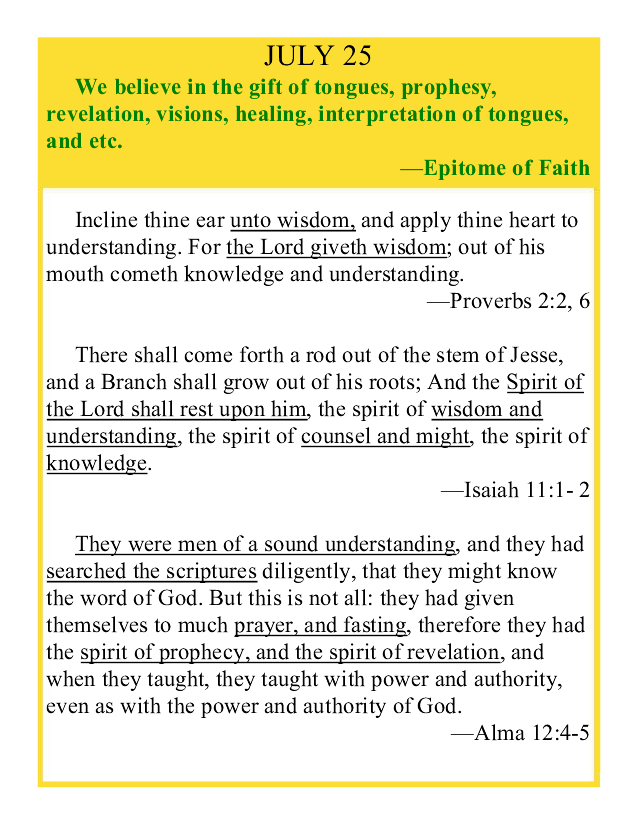 JULY 25
We believe in the gift of tongues, prophesy,
revelation, visions, healing, interpretation of tongues,
and etc.
—Epitome of Faith
Incline thine ear unto wisdom, and apply thine heart to
understanding. For the Lord giveth wisdom; out of his
mouth cometh knowledge and understanding.
—Proverbs 2:2, 6
There shall come forth a rod out of the stem of Jesse,
and a Branch shall grow out of his roots; And the Spirit of
the Lord shall rest upon him, the spirit of wisdom and
understanding, the spirit of counsel and might, the spirit of
knowledge.
—Isaiah 11:1- 2
They were men of a sound understanding, and they had
searched the scriptures diligently, that they might know
the word of God. But this is not all: they had given
themselves to much prayer, and fasting, therefore they had
the spirit of prophecy, and the spirit of revelation, and
when they taught, they taught with power and authority,
even as with the power and authority of God.
—Alma 12:4-5